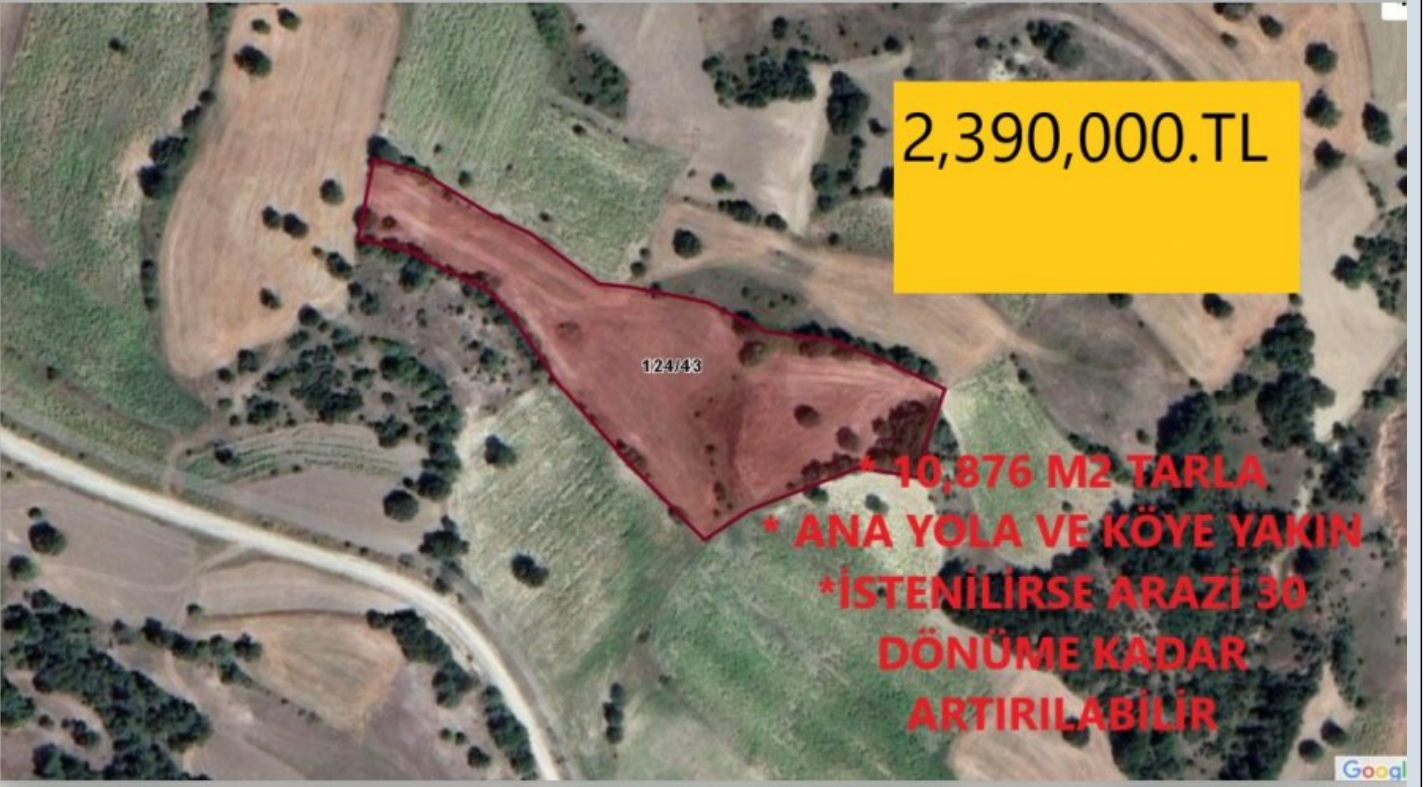 2,390,000.TL
124/43
* 10,876 M2 TARLA
* ANA YOLA VE KÖYE YAKIN
*İSTENİLİRSE ARAZİ 30
DÖNÜME KADAR
ARTIRILABİLİR
Googl